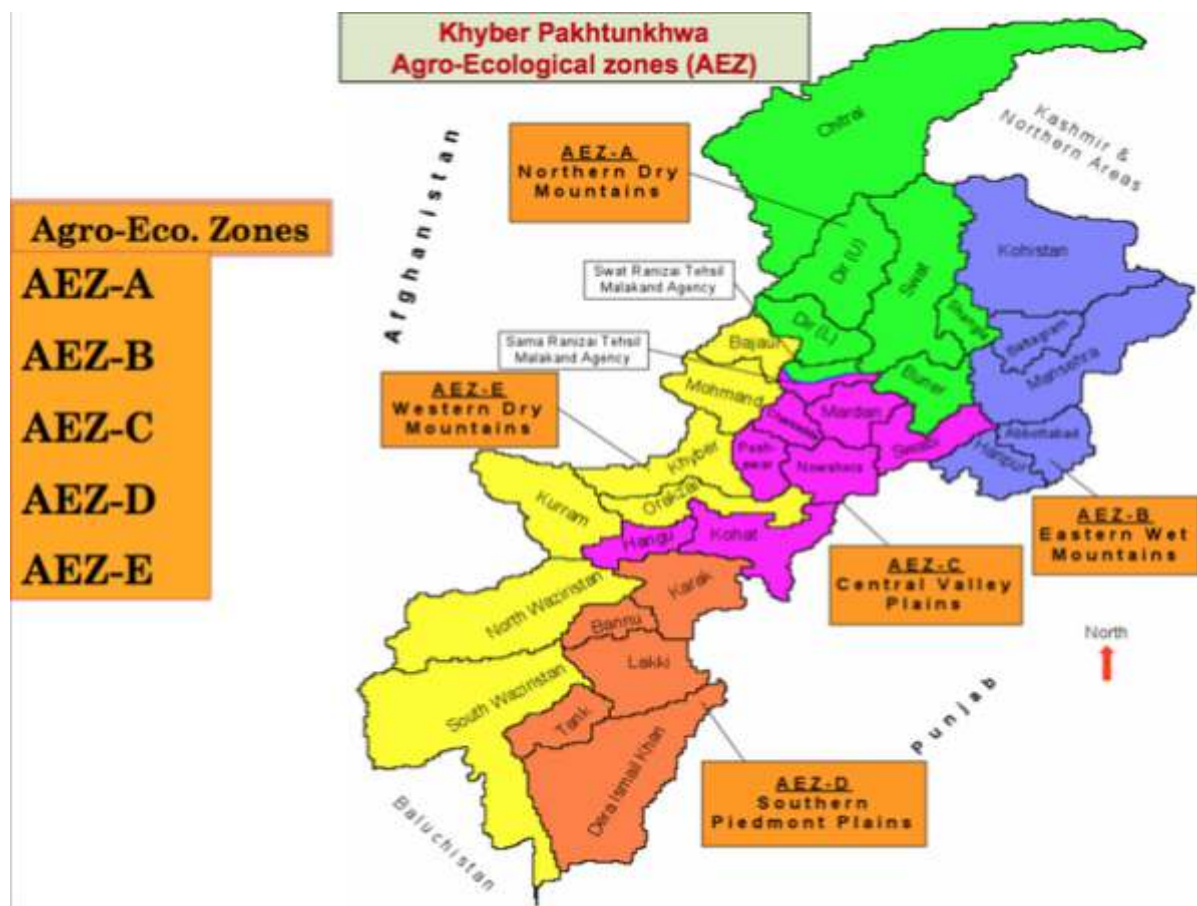 Khyber Pakhtunkhwa
Agro-Ecological zones (AEZ)
Agro-Eco. Zones
AEZ-A
AEZ-B
AEZ-C
AEZ-D
AEZ-E
Afghanistan
Kashmir &
Northern Areas
Chitral
AEZ-A
Northern Dry
Mountains
Kohistan
Dir (U)
Swat
Swat Ranizai Tehsil
Malakand Agency
Shangla
Dir (L)
Battagram
Mansehra
Bajaur
Sama Ranizai Tehsil
Malakand Agency
Buner
Mohmand
AEZ-E
Western Dry
Mountains
Mardan
Charsadda
Swabi
Abbottabad
Haripur
Khyber
Pesh-
awar
Nowshera
Orakzai
Kurram
Hangu
Kohat
AEZ-B
Eastern Wet
Mountains
AEZ-C
Central Valley
Plains
Karak
North Waziristan
Bannu
North
Lakki
South Waziristan
Punjab
Tank
Dera Ismail Khan
AEZ-D
Southern
Piedmont Plains
Baluchistan